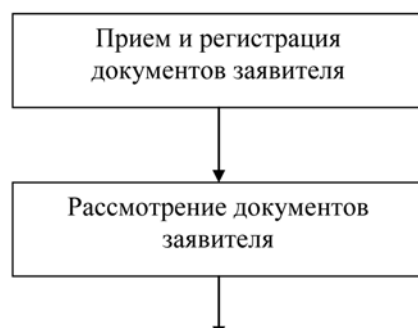 Прием и регистрация
документов заявителя
Рассмотрение документов
заявителя